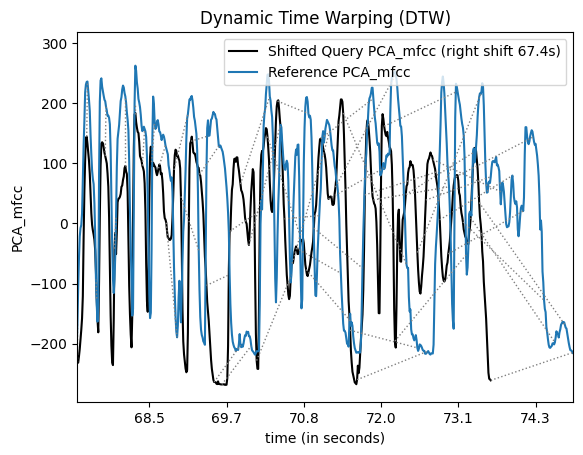 Dynamic Time Warping (DTW)
Shifted Query PCA_mfcc (right shift 67.4s)
Reference PCA_mfcc
PCA_mfcc
300
200
100
0
−100
−200
68.5 69.7 70.8 72.0 73.1 74.3
time (in seconds)